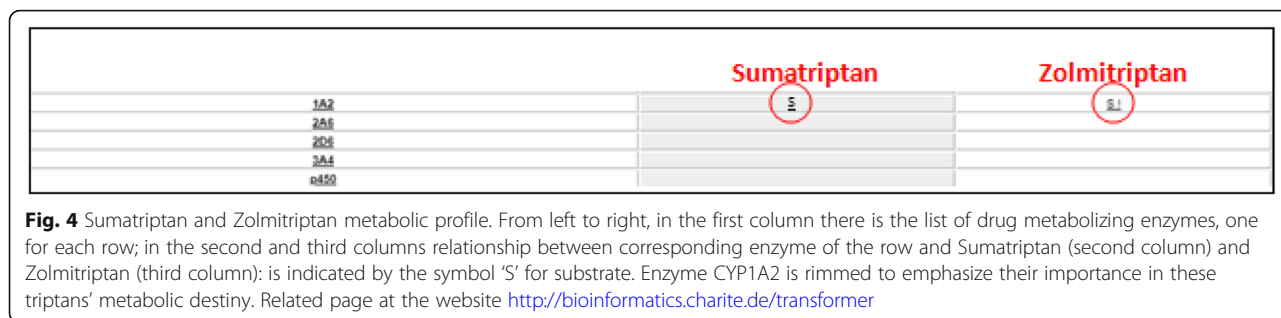 Sumatriptan Zolmitriptan
1A2 S S I
2A6
2D6
3A4
p450
Fig. 4 Sumatriptan and Zolmitriptan metabolic profile. From left to right, in the first column there is the list of drug metabolizing enzymes, one
for each row; in the second and third columns relationship between corresponding enzyme of the row and Sumatriptan (second column) and
Zolmitriptan (third column): is indicated by the symbol ‘S’ for substrate. Enzyme CYP1A2 is rimmed to emphasize their importance in these
triptans’ metabolic destiny. Related page at the website http://bioinformatics.charite.de/transformer